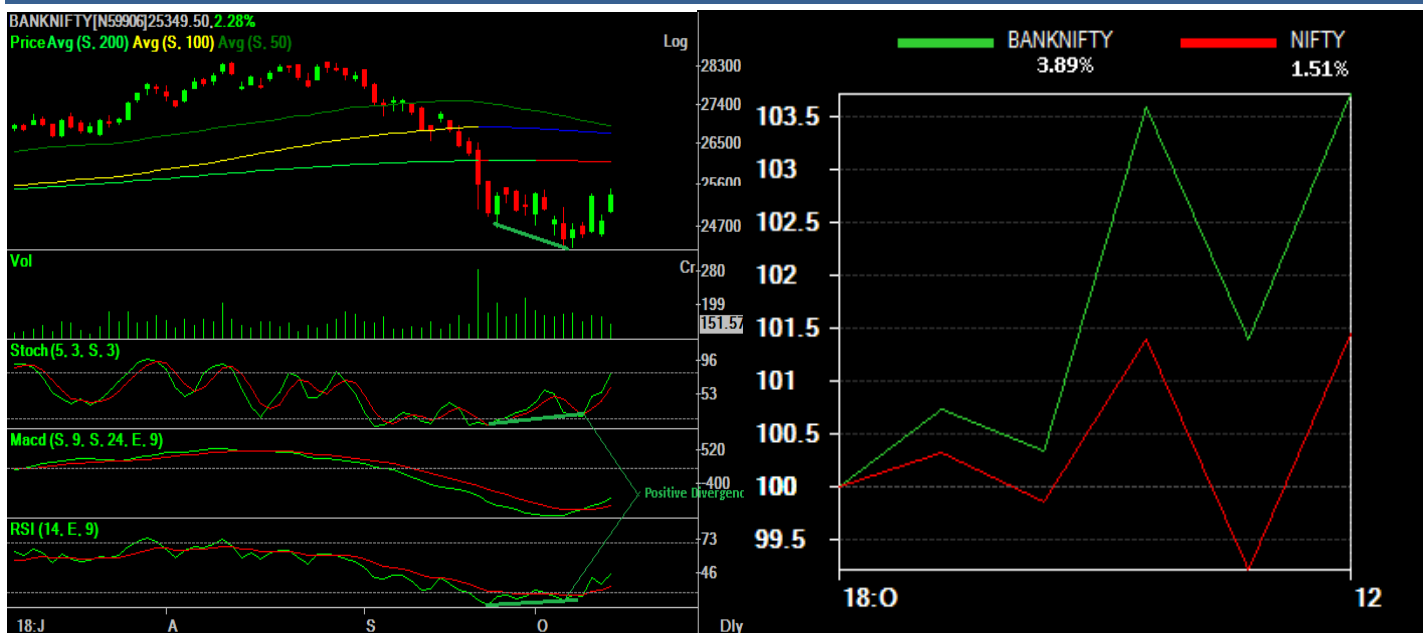 BANKNIFTY[N59906]25349.50,2.28%
PriceAvg (S, 200) Avg (S, 100) Avg (S, 50)
Log
28300
27400
26500
25600
24700
Vol
Cr
280
199
151.57
Stoch (5, 3, S, 3)
96
53
Macd (S, 9, S, 24, E, 9)
520
-400
Positive Divergenc
RSI (14, E, 9)
73
46
18:J A S O Dly
BANKNIFTY NIFTY
3.89% 1.51%
103.5
103
102.5
102
101.5
101
100.5
100
99.5
18:O 12